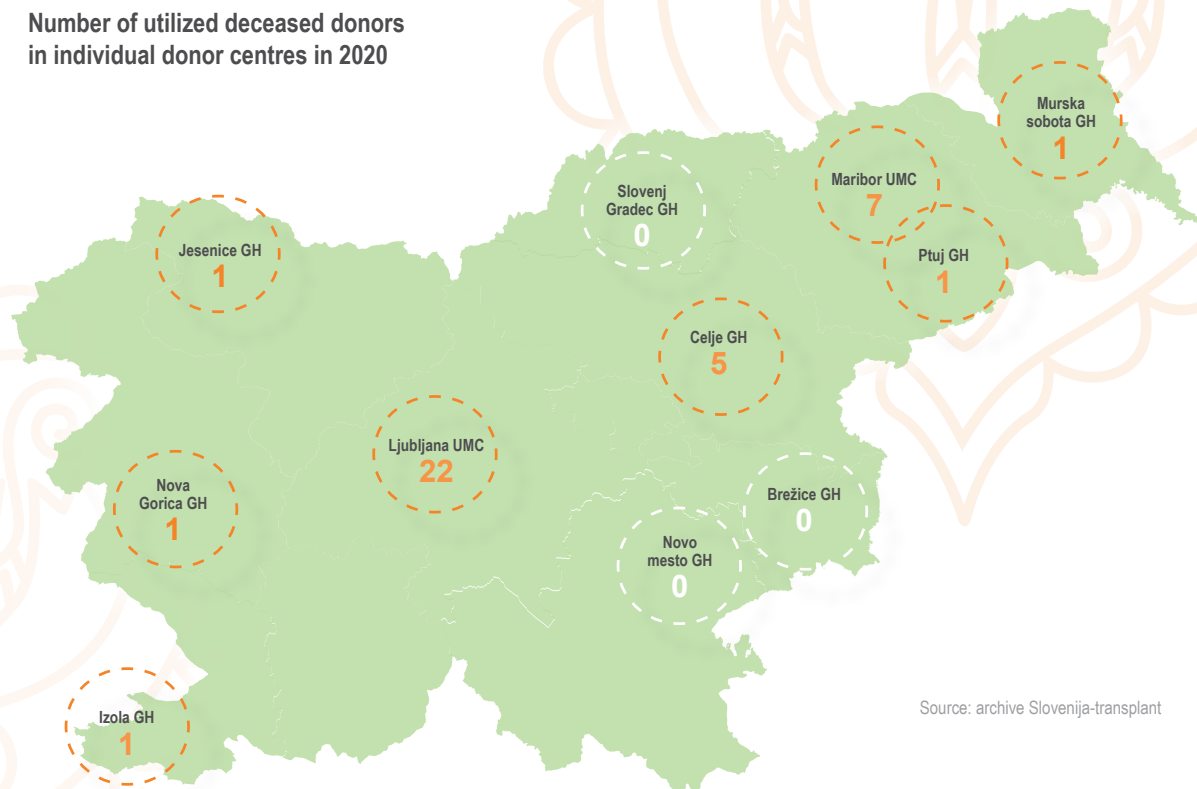 Number of utilized deceased donors
in individual donor centres in 2020
Murska
sobota GH
1
Maribor UMC
7
Slovenj
Gradec GH
0
Jesenice GH
1
Ptuj GH
1
Celje GH
5
Ljubljana UMC
22
Nova
Gorica GH
1
Brežice GH
0
Novo
mesto GH
0
Izola GH
1
Source: archive Slovenija-transplant